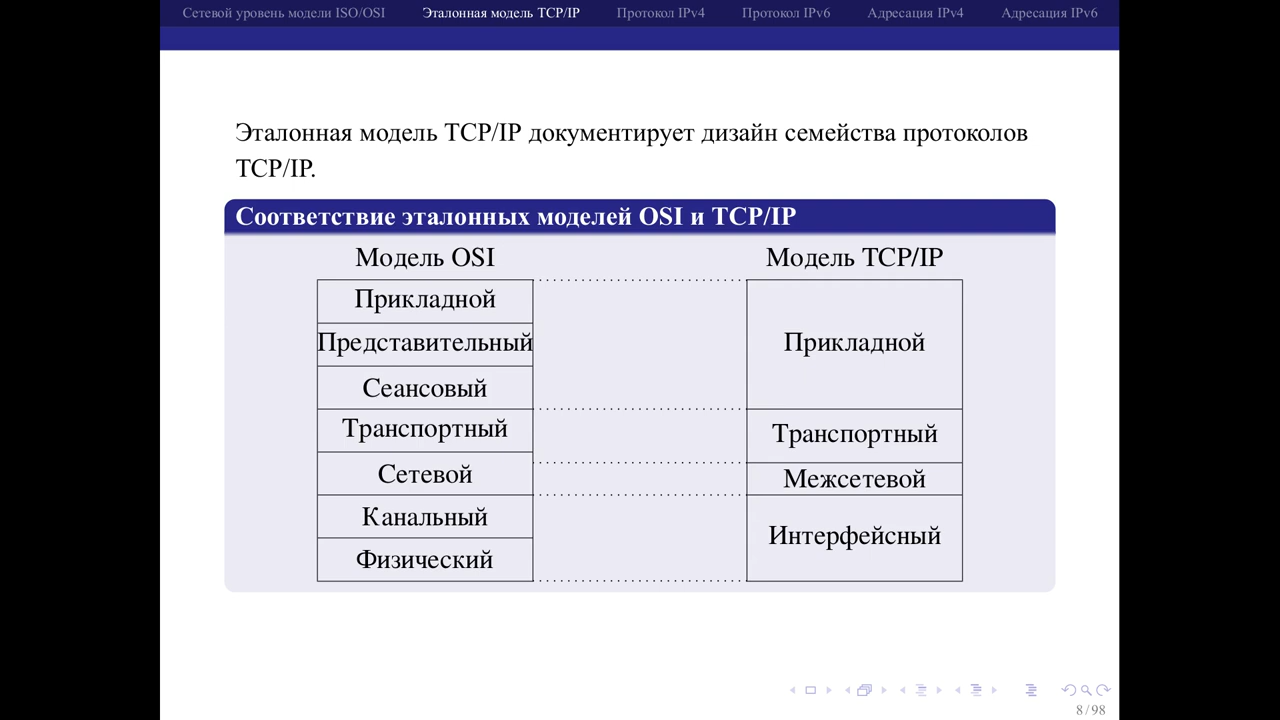 Сетевой уровень модели ISO/OSI Эталонная модель TCP/IP Протокол IPv4 Протокол IPv6 Адресация IPv4 Адресация IPv6
Эталонная модель TCP/IP документирует дизайн семейства протоколов
TCP/IP.
Соответствие эталонных моделей OSI и TCP/IP
Модель OSI
Прикладной
Представительный
Сеансовый
Транспортный
Сетевой
Канальный
Физический
Модель TCP/IP
Прикладной
Транспортный
Межсетевой
Интерфейсный
8 / 98